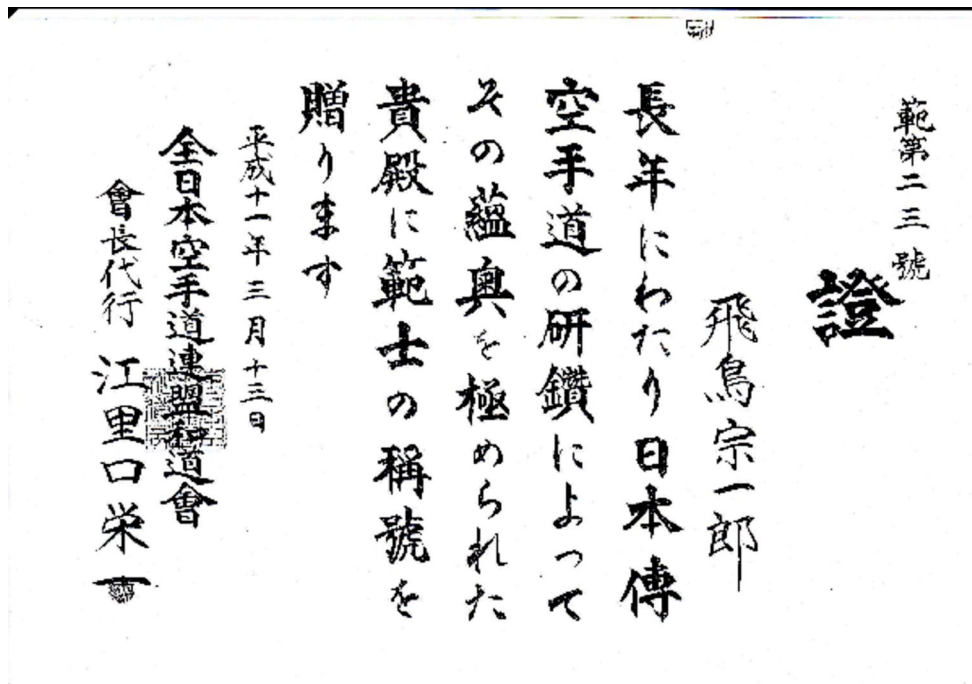 範第二三號
證
飛鳥宗一郎
長年にわたり日本傳
空手道の研鑽によって
その蘊奥を極められた
貴殿に範士の稱號を
贈ります
平成十一年三月十三日
全日本空手道連盟和道會
會長代行 江里口栄一